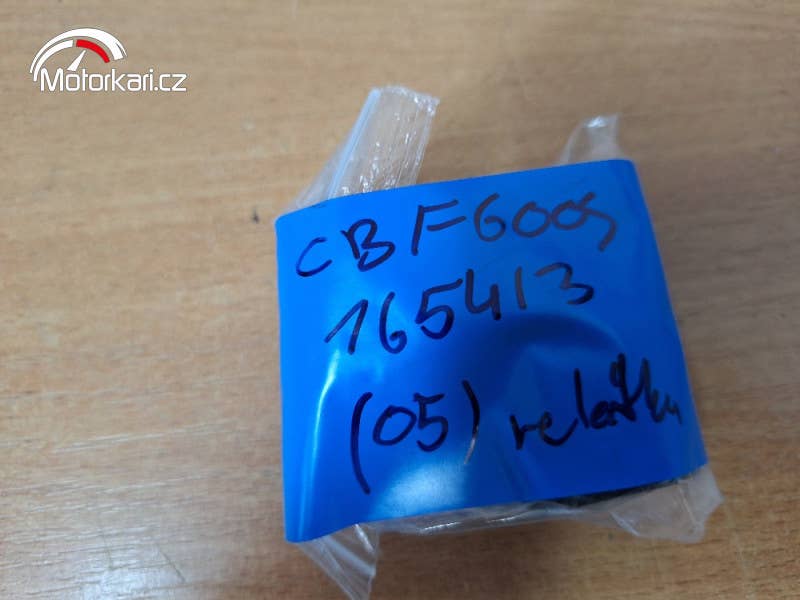 Motorkari.cz
CBF600S
165413
(05) relátka